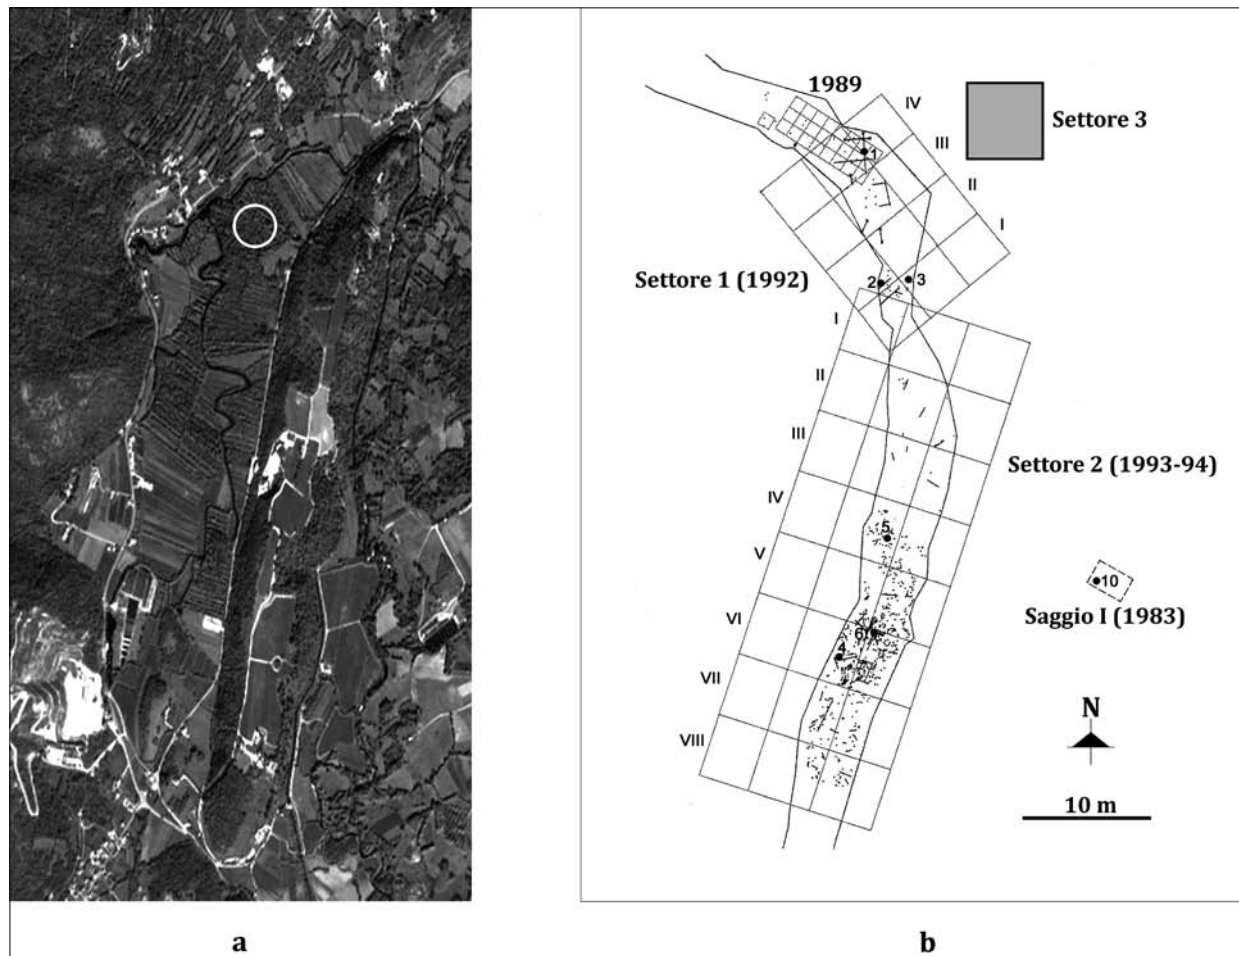 1989
IV
Settore 3
III
1
II
I
Settore 1 (1992)
2
3
I
II
III
Settore 2 (1993-94)
IV
5
V
10
Saggio I (1983)
VI
6
4
VII
N
VIII
10 m
a
b